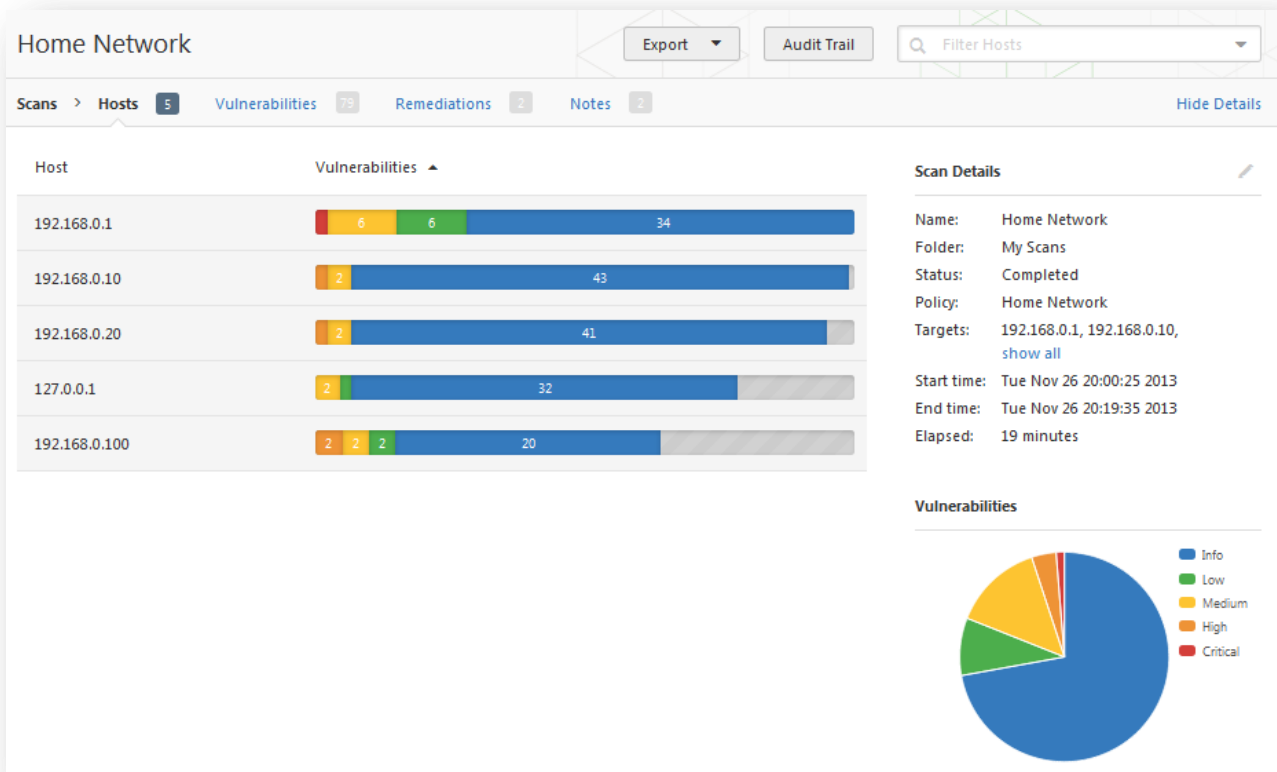 Home Network
Export
Audit Trail
Filter Hosts
Scans > Hosts 5 Vulnerabilities 79 Remediations 2 Notes 2 Hide Details
Host Vulnerabilities
192.168.0.1 6 6 34
192.168.0.10 2 43
192.168.0.20 2 41
127.0.0.1 2 32
192.168.0.100 2 2 2 20
Scan Details
Name: Home Network
Folder: My Scans
Status: Completed
Policy: Home Network
Targets: 192.168.0.1, 192.168.0.10,
show all
Start time: Tue Nov 26 20:00:25 2013
End time: Tue Nov 26 20:19:35 2013
Elapsed: 19 minutes
Vulnerabilities
Info
Low
Medium
High
Critical